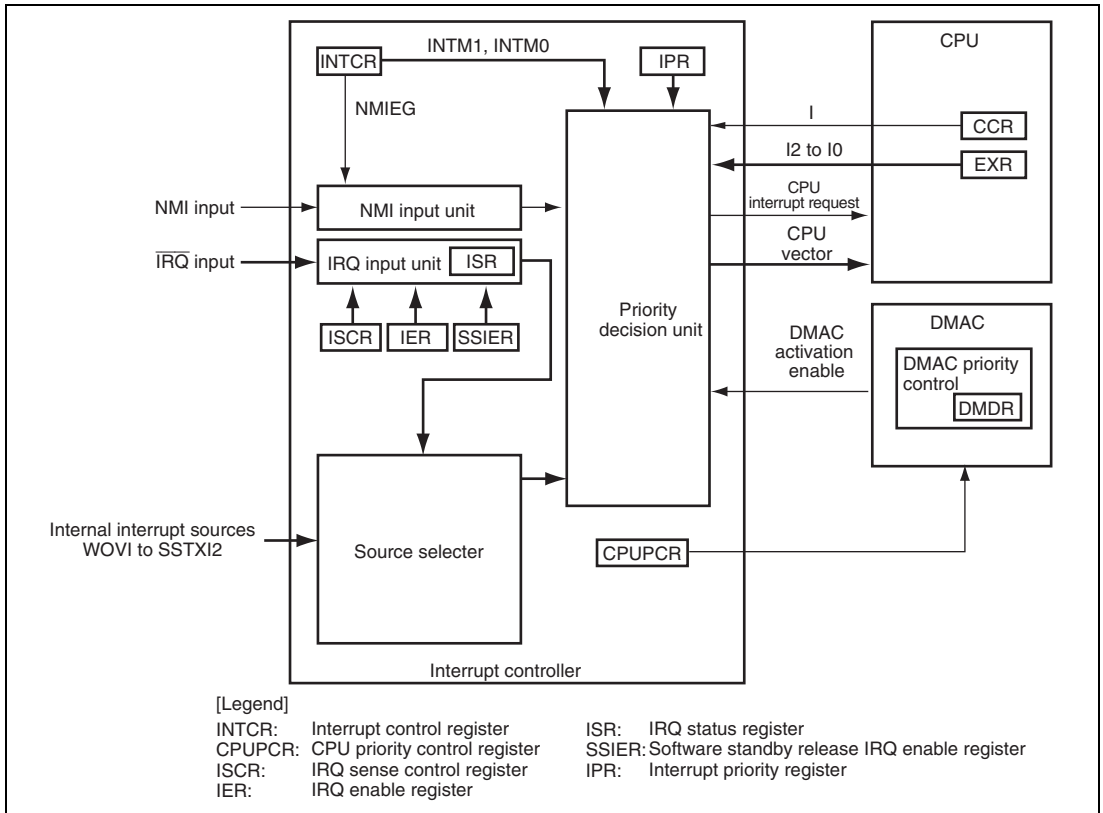 INTCR
INTM1, INTM0
IPR
CPU
NMIEG
I
CCR
I2 to I0
EXR
NMI input
NMI input unit
CPU
interrupt request
IRQ input
IRQ input unit
ISR
CPU
vector
ISCR
IER
SSIER
Priority
decision unit
DMAC
activation
enable
DMAC
DMAC priority
control
DMDR
Internal interrupt sources
WOVI to SSTXI2
Source selecter
CPUPCR
Interrupt controller
[Legend]
INTCR: Interrupt control register
CPUPCR: CPU priority control register
ISCR: IRQ sense control register
IER: IRQ enable register
ISR: IRQ status register
SSIER: Software standby release IRQ enable register
IPR: Interrupt priority register